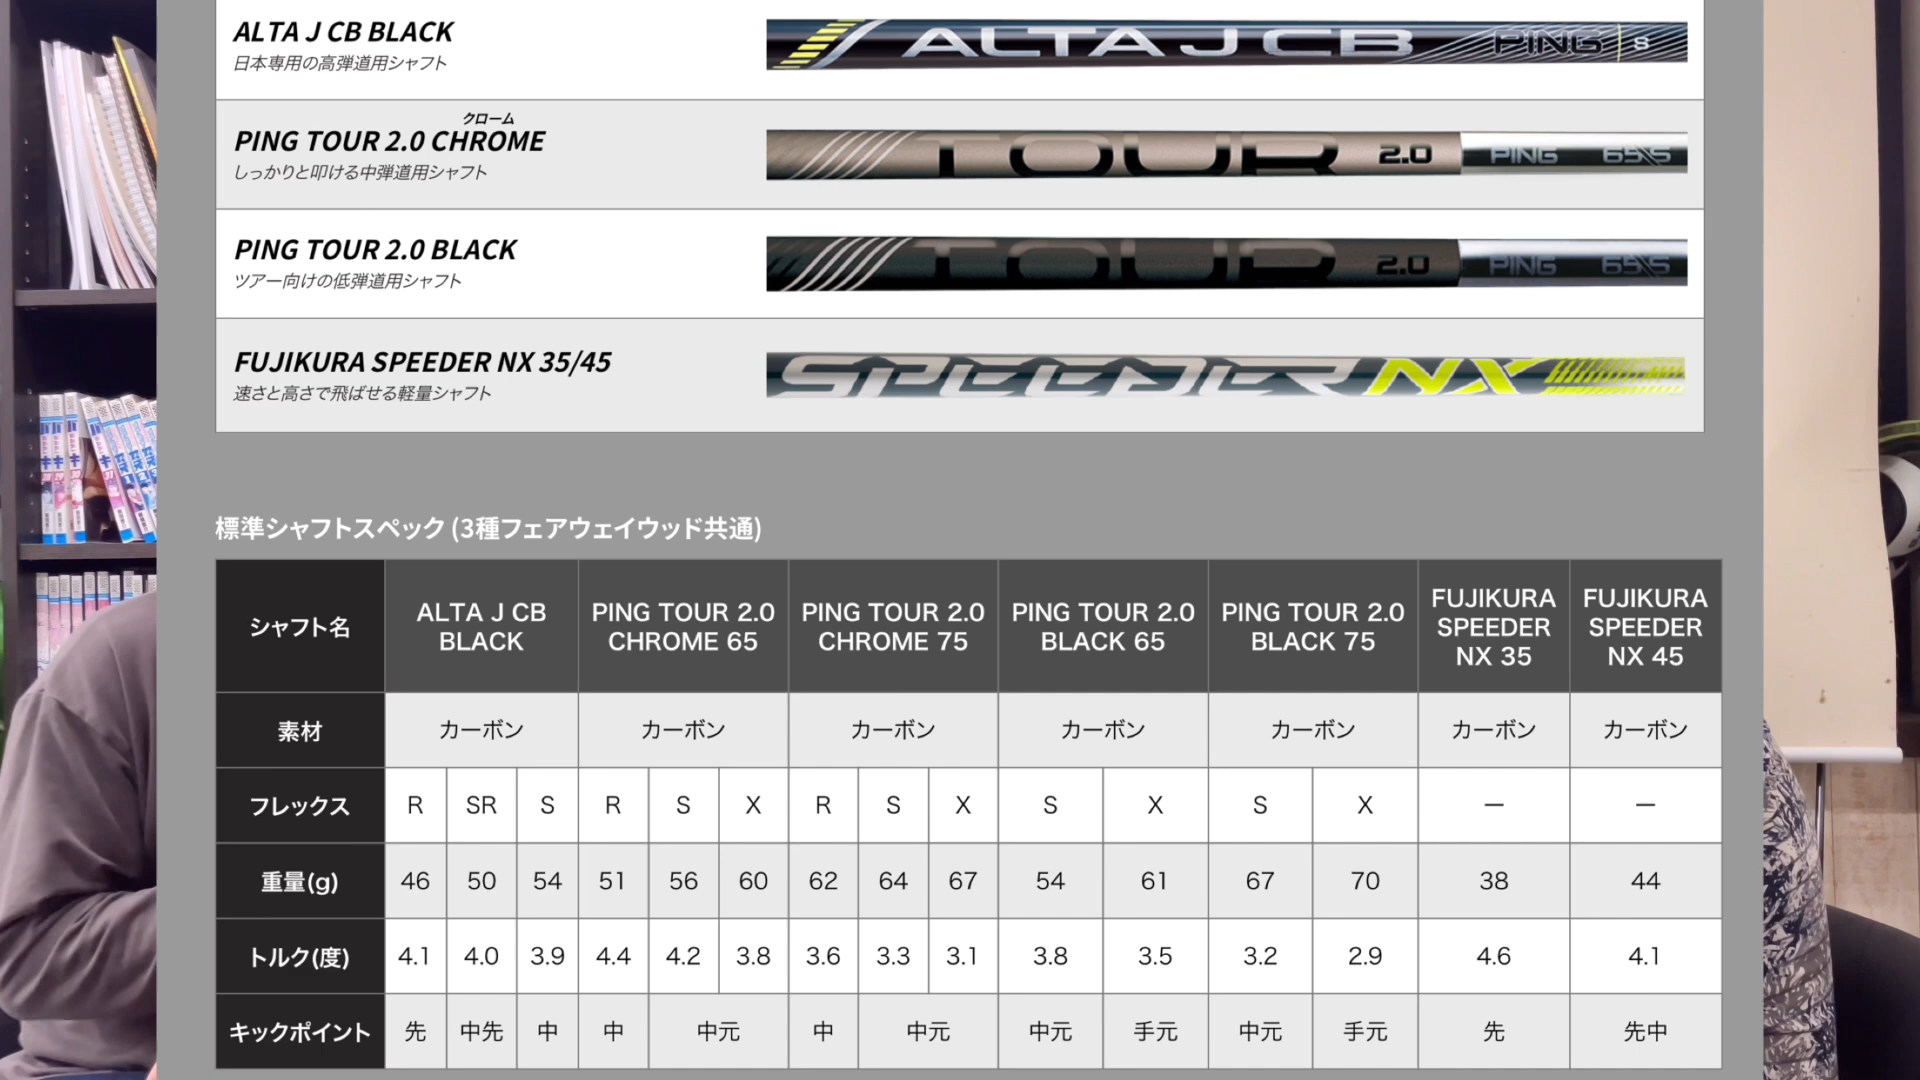 ALTA J CB BLACK
日本専用の高弾道用シャフト
ALTA J CB PING S
クローム
PING TOUR 2.0 CHROME
しっかりと叩ける中弾道用シャフト
TOUR 2.0 PING 65 S
PING TOUR 2.0 BLACK
ツアー向けの低弾道用シャフト
TOUR 2.0 PING 65 S
FUJIKURA SPEEDER NX 35/45
速さと高さで飛ばせる軽量シャフト
SPEEDER NX
標準シャフトスペック (3種フェアウェイウッド共通)
シャフト名 ALTA J CB BLACK PING TOUR 2.0 CHROME 65 PING TOUR 2.0 CHROME 75 PING TOUR 2.0 BLACK 65 PING TOUR 2.0 BLACK 75 FUJIKURA SPEEDER NX 35 FUJIKURA SPEEDER NX 45
素材 カーボン カーボン カーボン カーボン カーボン カーボン カーボン
フレックス R SR S R S X R S X S X S X ー ー
重量(g) 46 50 54 51 56 60 62 64 67 54 61 67 70 38 44
トルク(度) 4.1 4.0 3.9 4.4 4.2 3.8 3.6 3.3 3.1 3.8 3.5 3.2 2.9 4.6 4.1
キックポイント 先 中先 中 中 中元 中 中元 中元 手元 中元 手元 先 先中